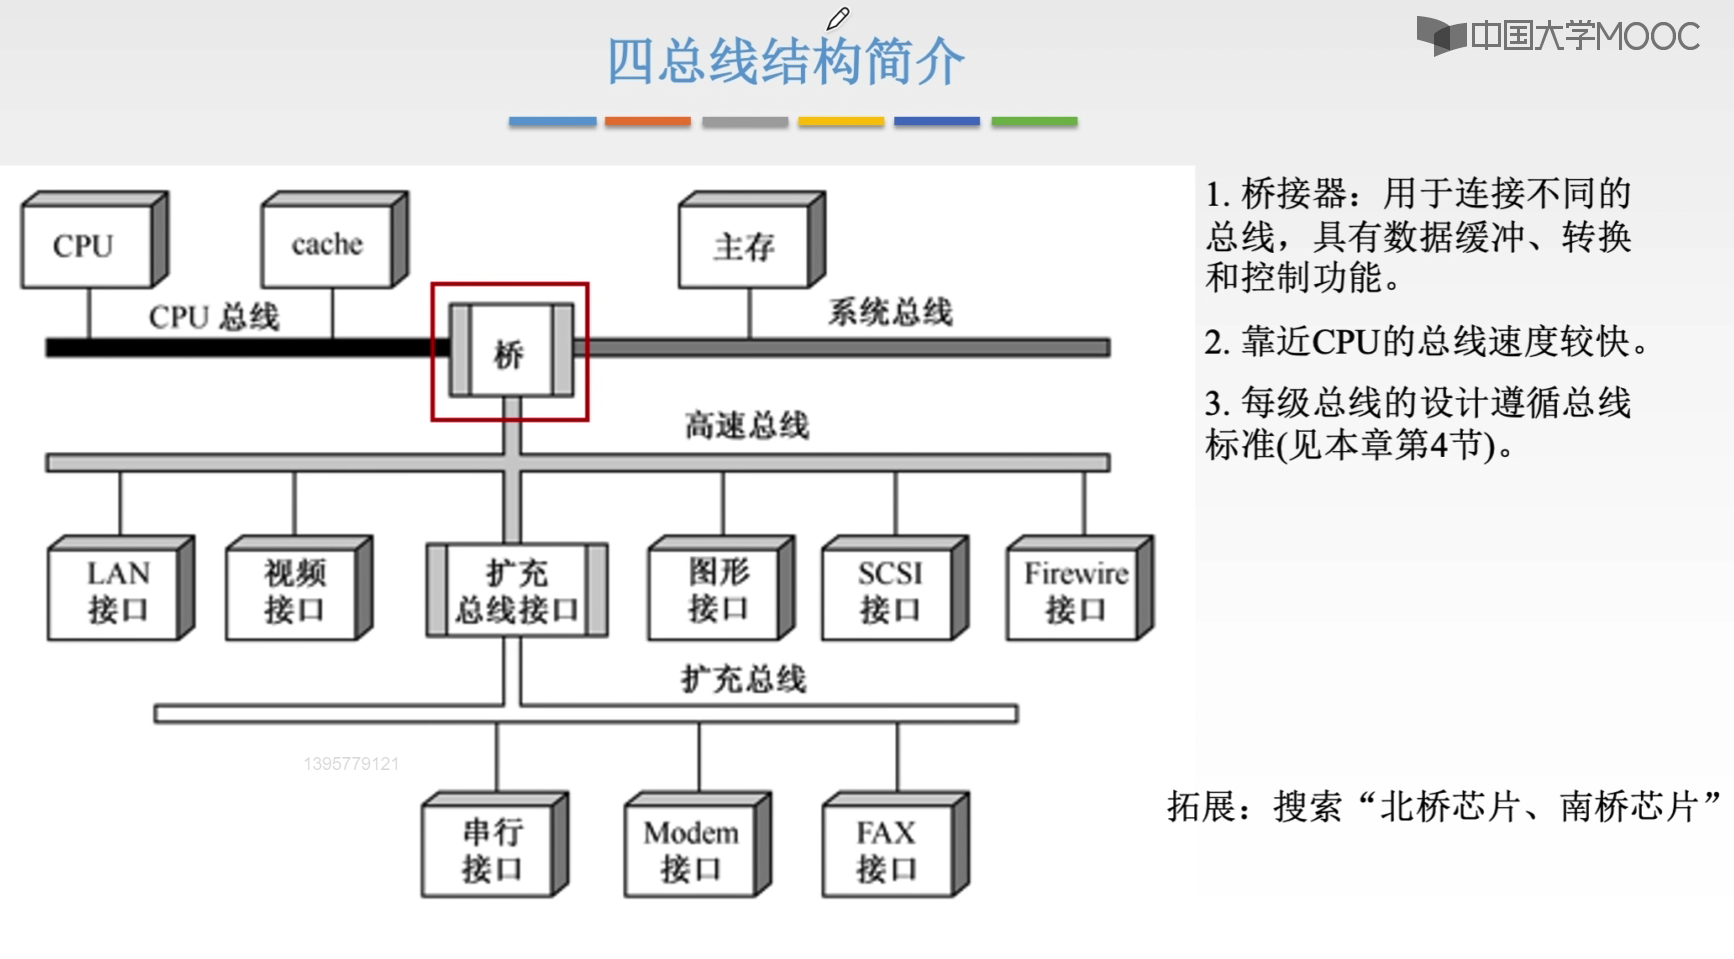 中国大学MOOC
四总线结构简介
CPU
cache
主存
CPU 总线
系统总线
桥
高速总线
LAN
接口
视频
接口
扩充
总线接口
图形
接口
SCSI
接口
Firewire
接口
扩充总线
串行
接口
Modem
接口
FAX
接口
1395779121
1. 桥接器：用于连接不同的
总线，具有数据缓冲、转换
和控制功能。
2. 靠近CPU的总线速度较快。
3. 每级总线的设计遵循总线
标准(见本章第4节)。
拓展：搜索“北桥芯片、南桥芯片”